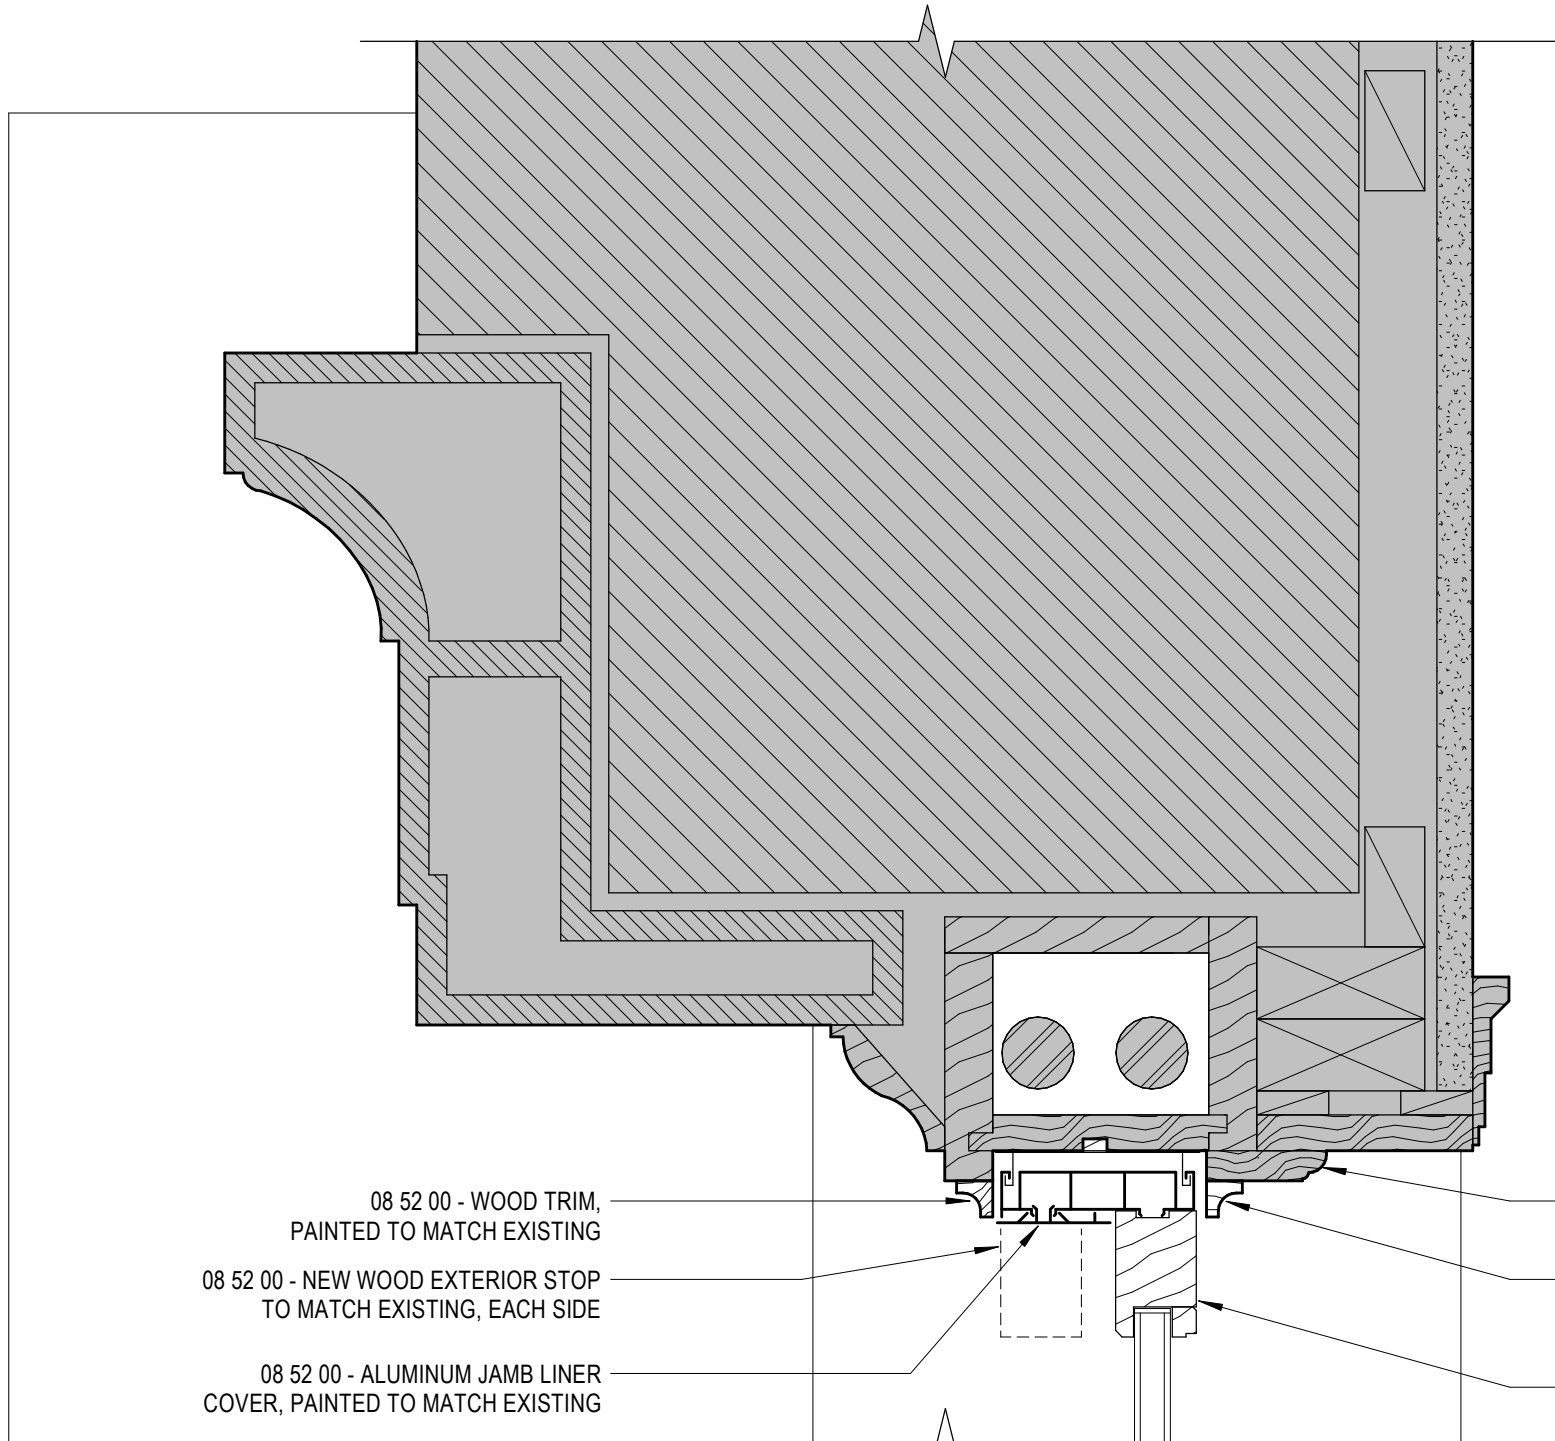 08 52 00 - WOOD TRIM,
PAINTED TO MATCH EXISTING
08 52 00 - NEW WOOD EXTERIOR STOP
TO MATCH EXISTING, EACH SIDE
08 52 00 - ALUMINUM JAMB LINER
COVER, PAINTED TO MATCH EXISTING